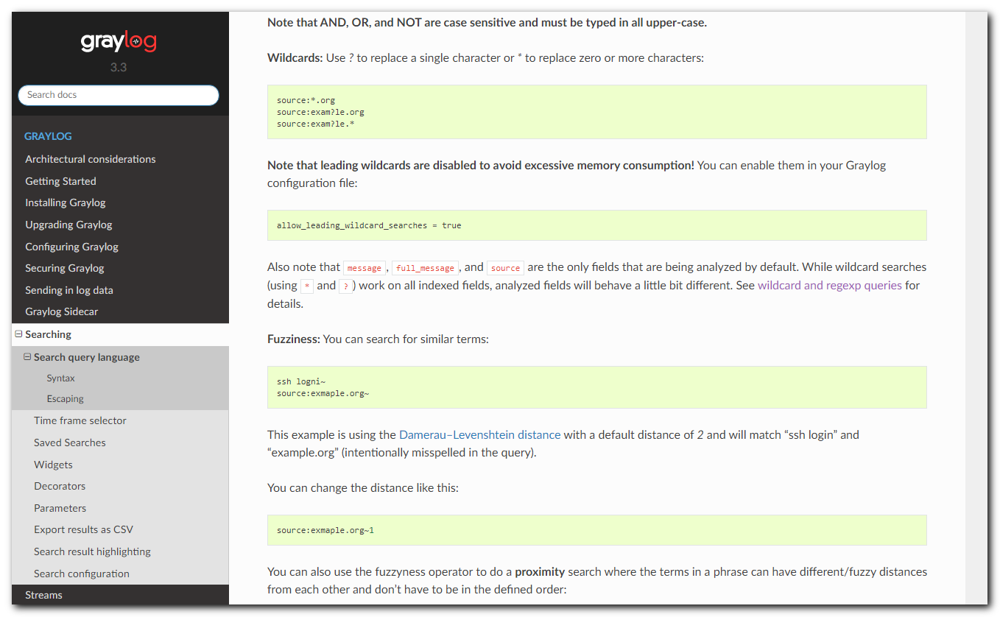 graylog
3.3
Search docs
GRAYLOG
Architectural considerations
Getting Started
Installing Graylog
Upgrading Graylog
Configuring Graylog
Securing Graylog
Sending in log data
Graylog Sidecar
Searching
Search query language
Syntax
Escaping
Time frame selector
Saved Searches
Widgets
Decorators
Parameters
Export results as CSV
Search result highlighting
Search configuration
Streams
Note that AND, OR, and NOT are case sensitive and must be typed in all upper-case.
Wildcards: Use ? to replace a single character or * to replace zero or more characters:
source:*.org
source:exam?le.org
source:exam?le.*
Note that leading wildcards are disabled to avoid excessive memory consumption! You can enable them in your Graylog
configuration file:
allow_leading_wildcard_searches = true
Also note that message, full_message, and source are the only fields that are being analyzed by default. While wildcard searches
(using * and ?) work on all indexed fields, analyzed fields will behave a little bit different. See wildcard and regexp queries for
details.
Fuzziness: You can search for similar terms:
ssh logni~
source:exmaple.org~
This example is using the Damerau–Levenshtein distance with a default distance of 2 and will match “ssh login” and
“example.org” (intentionally misspelled in the query).
You can change the distance like this:
source:exmaple.org~1
You can also use the fuzzyness operator to do a proximity search where the terms in a phrase can have different/fuzzy distances
from each other and don’t have to be in the defined order: